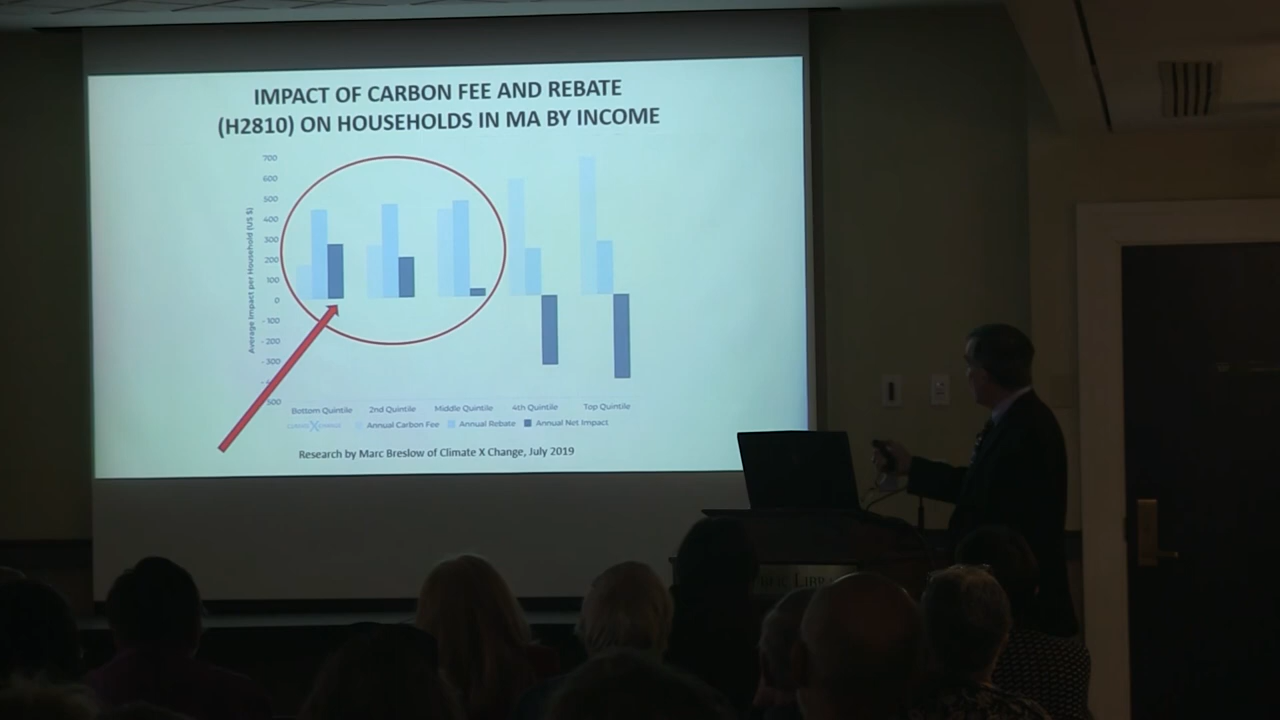 IMPACT OF CARBON FEE AND REBATE
(H2810) ON HOUSEHOLDS IN MA BY INCOME
Average Impact per Household (US $)
700
600
500
400
300
200
100
0
- 100
- 200
- 300
500
Bottom Quintile 2nd Quintile Middle Quintile 4th Quintile Top Quintile
Annual Carbon Fee Annual Rebate Annual Net Impact
Research by Marc Breslow of Climate X Change, July 2019